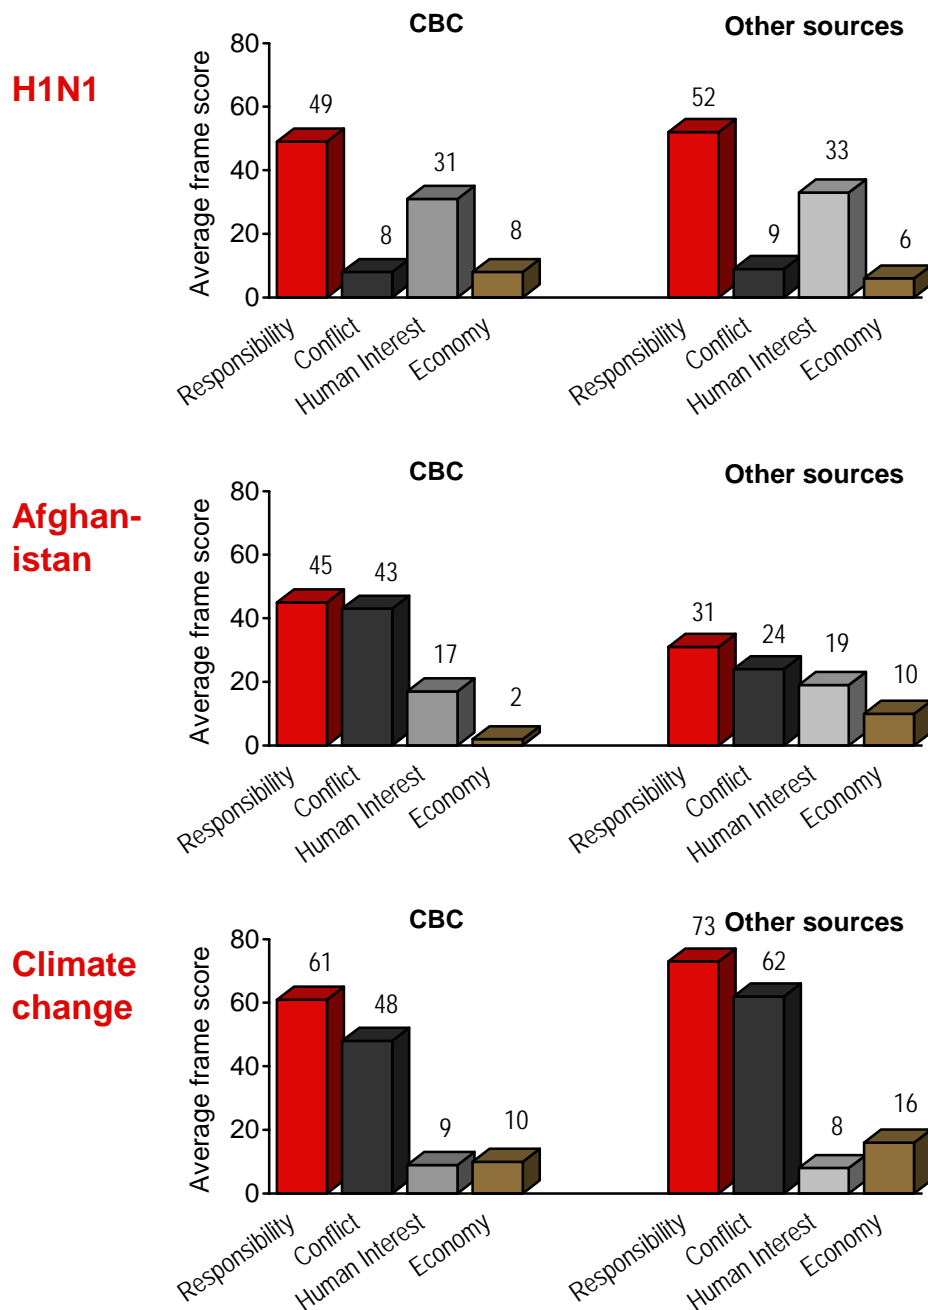 CBC
Other sources
H1N1
Average frame score
80
60
40
20
0
49
8
31
8
52
9
33
6
Responsibility
Conflict
Human Interest
Economy
Responsibility
Conflict
Human Interest
Economy
CBC
Other sources
Afghan-
istan
Average frame score
80
60
40
20
0
45
43
17
2
31
24
19
10
Responsibility
Conflict
Human Interest
Economy
Responsibility
Conflict
Human Interest
Economy
CBC
Other sources
Climate
change
Average frame score
80
60
40
20
0
61
48
9
10
73
62
8
16
Responsibility
Conflict
Human Interest
Economy
Responsibility
Conflict
Human Interest
Economy